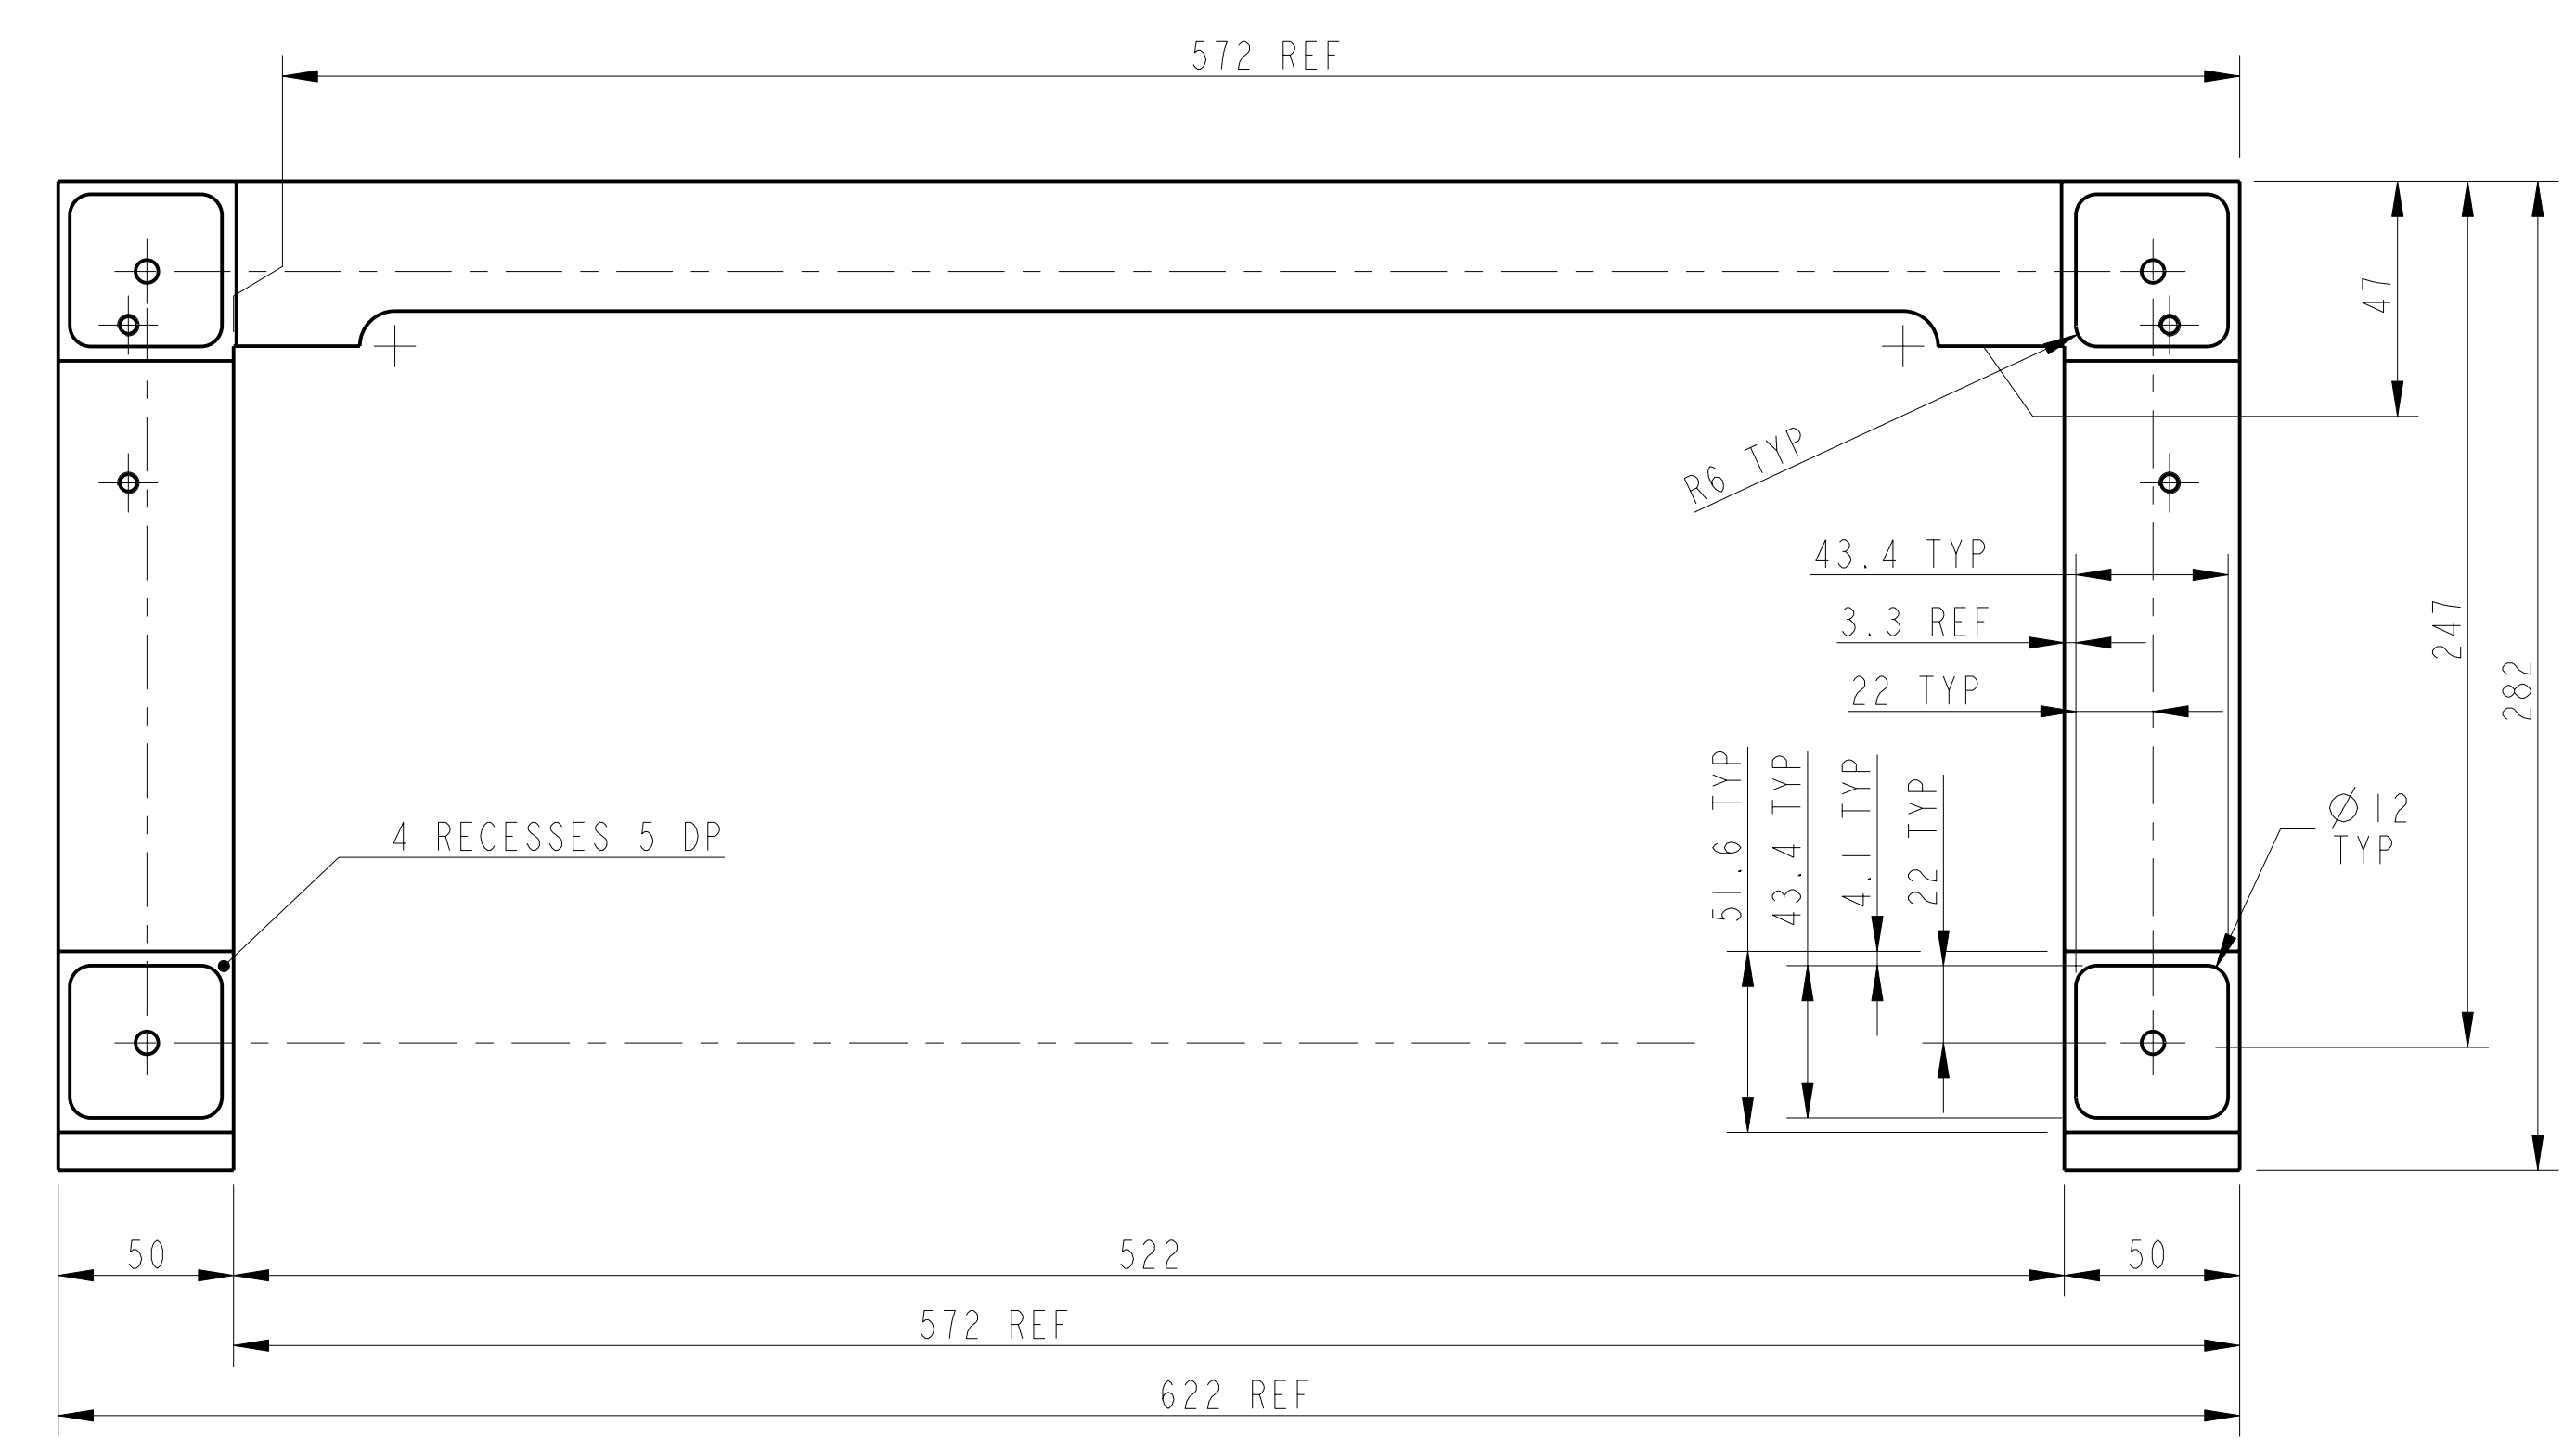 572 REF
47
R6 TYP
43.4 TYP
3.3 REF
247
22 TYP
282
51.6 TYP
43.4 TYP
4.1 TYP
22 TYP
Ø12
TYP
4 RECESSES 5 DP
50
522
50
572 REF
622 REF